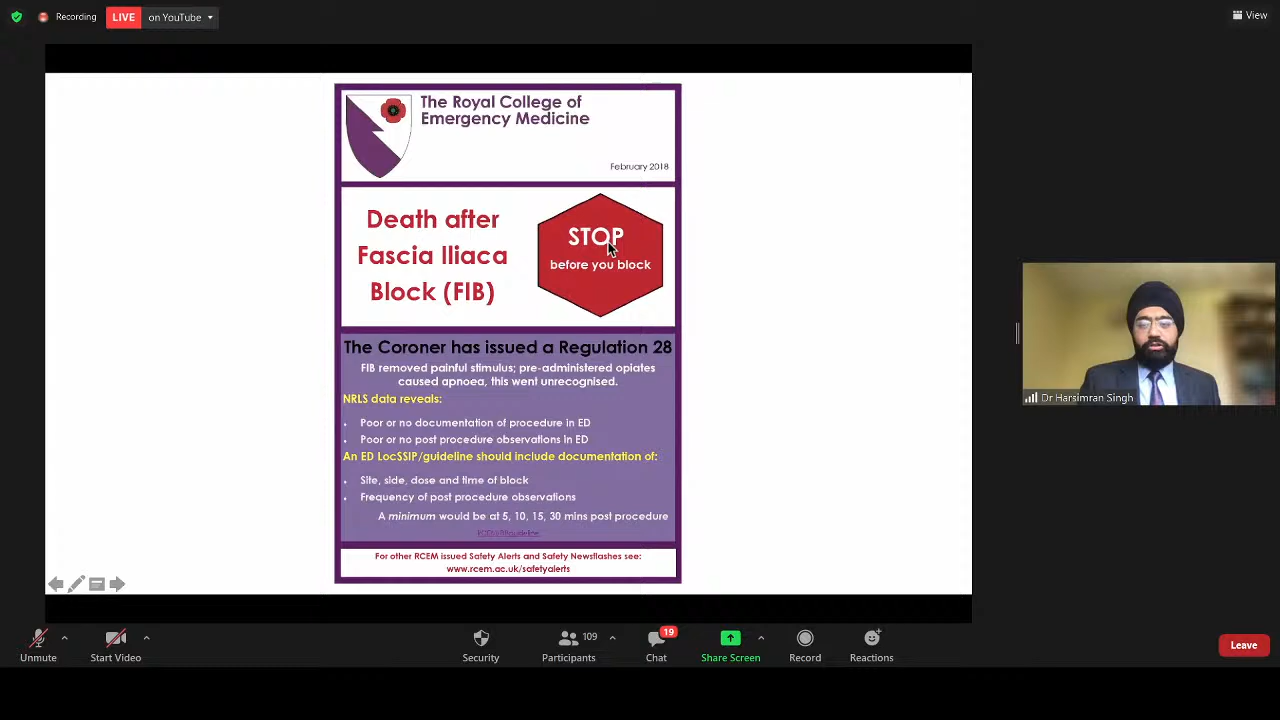 Recording
LIVE
on YouTube
View
The Royal College of
Emergency Medicine
February 2018
Death after
Fascia Iliaca
Block (FIB)
STOP
before you block
The Coroner has issued a Regulation 28
FIB removed painful stimulus; pre-administered opiates
caused apnoea, this went unrecognised.
NRLS data reveals:
Poor or no documentation of procedure in ED
Poor or no post procedure observations in ED
An ED LocSSIP/guideline should include documentation of:
Site, side, dose and time of block
Frequency of post procedure observations
A minimum would be at 5, 10, 15, 30 mins post procedure
For other RCEM issued Safety Alerts and Safety Newsflashes see:
www.rcem.ac.uk/safetyalerts
Dr Harsimran Singh
Unmute
Start Video
Security
109
Participants
19
Chat
Share Screen
Record
Reactions
Leave